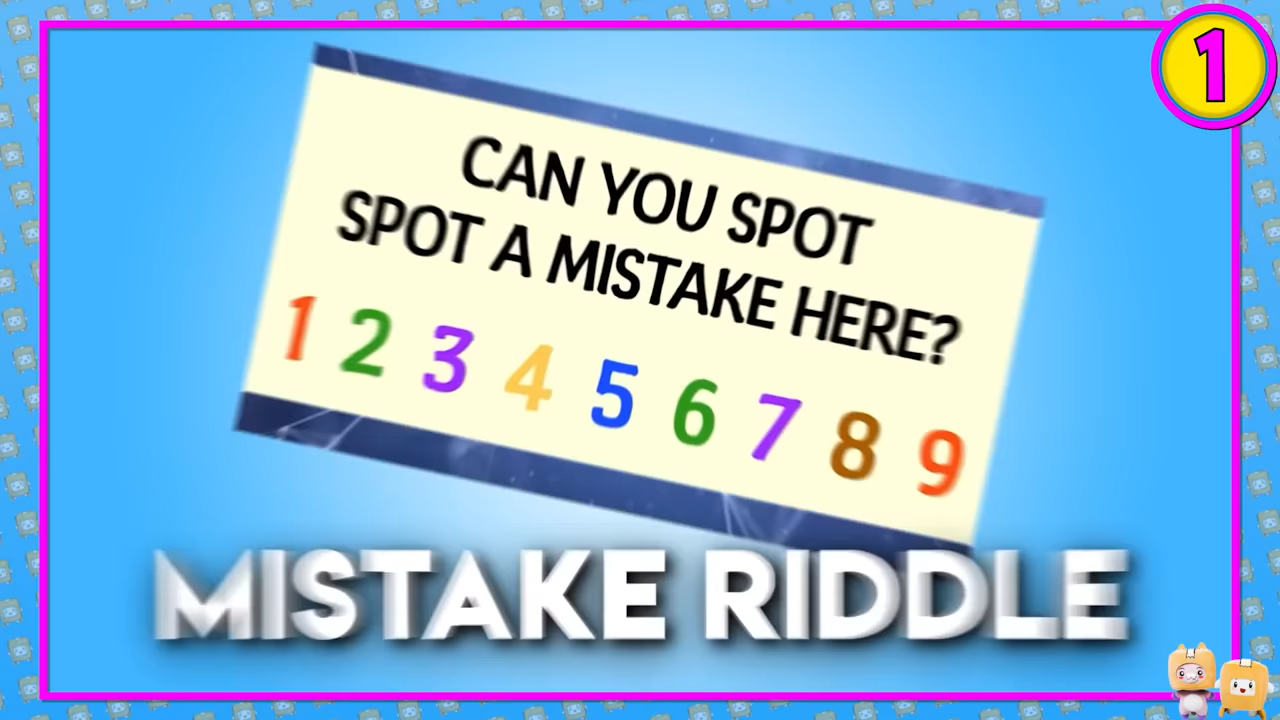 1
CAN YOU SPOT
SPOT A MISTAKE HERE?
1 2 3 4 5 6 7 8 9
MISTAKE RIDDLE